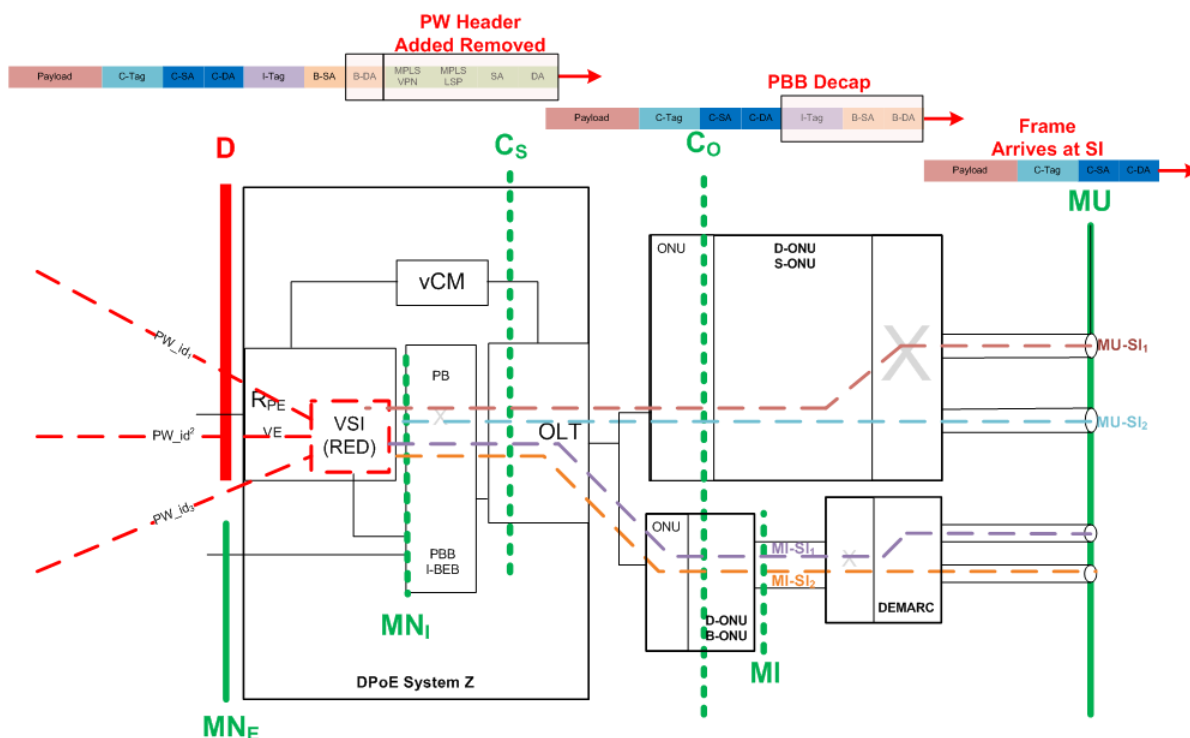 PW Header
Added Removed
Payload C-Tag C-SA C-DA I-Tag B-SA B-DA MPLS VPN MPLS LSP SA DA
PBB Decap
Payload C-Tag C-SA C-DA I-Tag B-SA B-DA
Frame
Arrives at SI
Payload C-Tag C-SA C-DA
D
CS
CO
MU
vCM
ONU
D-ONU
S-ONU
X
PW_id1
PB
X
RPE
VE
VSI
(RED)
OLT
MU-SI1
PW_id2
MU-SI2
PW_id3
ONU
MI-SI1
X
MI-SI2
PBB
I-BEB
D-ONU
B-ONU
DEMARC
MNI
MI
DPoE System Z
MNE